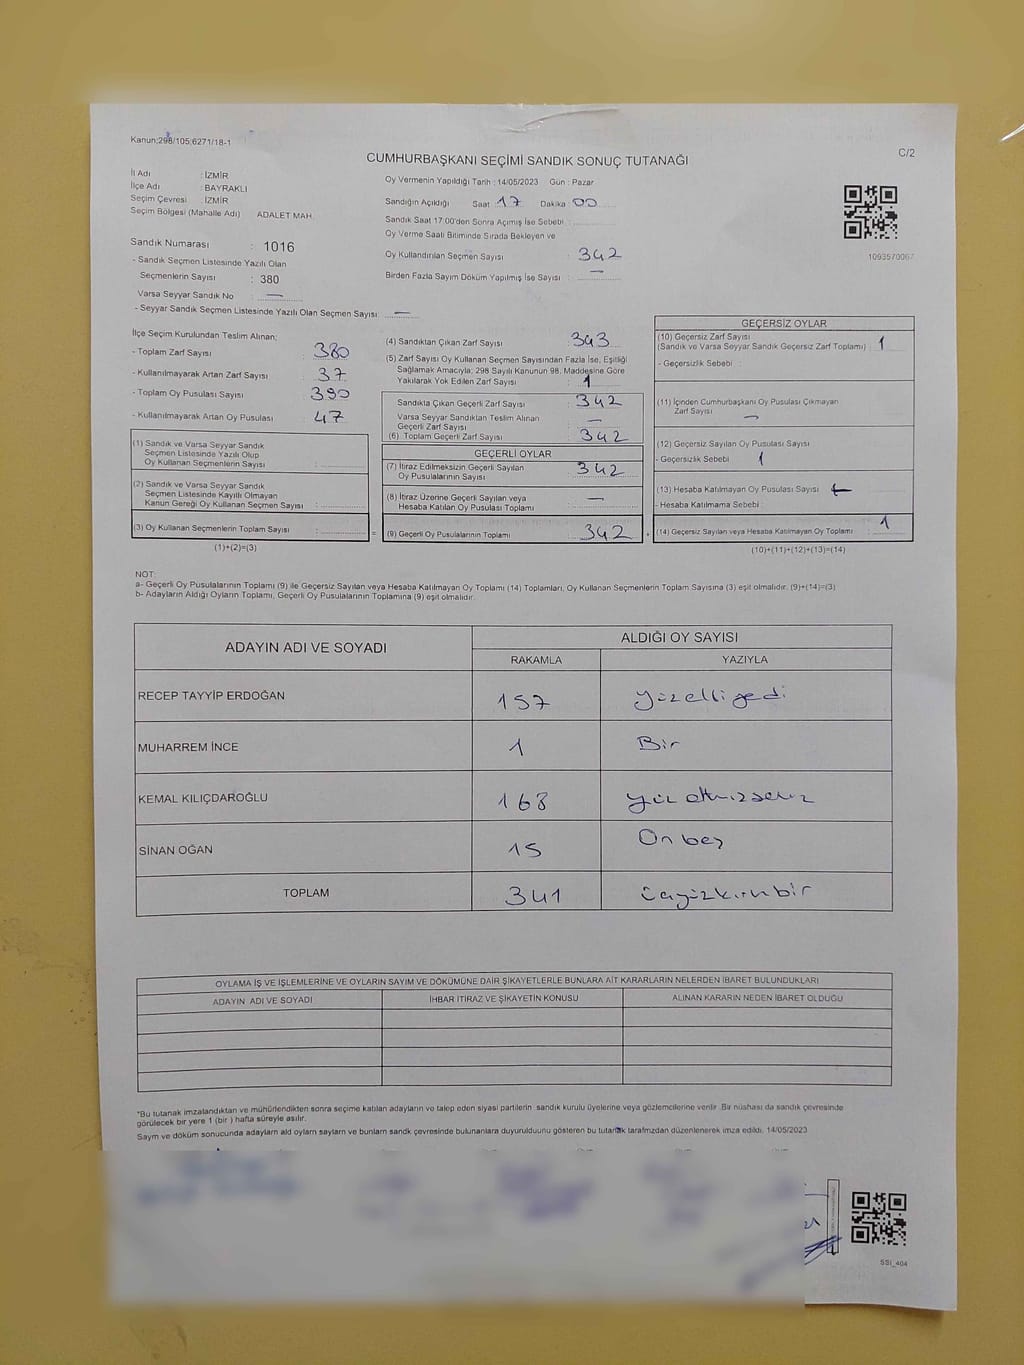 Kanun:298/105,6271/18-1
C/2
CUMHURBAŞKANI SEÇİMİ SANDIK SONUÇ TUTANAĞI
İl Adı : İZMİR
İlçe Adı : BAYRAKLI
Seçim Çevresi : İZMİR
Seçim Bölgesi (Mahalle Adı) ADALET MAH.
Sandık Numarası : 1016
- Sandık Seçmen Listesinde Yazılı Olan
Seçmenlerin Sayısı : 380
Varsa Seyyar Sandık No : —
- Seyyar Sandık Seçmen Listesinde Yazılı Olan Seçmen Sayısı : —
Oy Vermenin Yapıldığı Tarih : 14/05/2023 Gün : Pazar
Sandığın Açıldığı Saat : 17 Dakika : 00
Sandık Saat 17:00'den Sonra Açılmış İse Sebebi :
Oy Verme Saati Bitiminde Sırada Bekleyen ve
Oy Kullandırılan Seçmen Sayısı : 342
Birden Fazla Sayım Döküm Yapılmış İse Sayısı : —
1093570067
İlçe Seçim Kurulundan Teslim Alınan;
- Toplam Zarf Sayısı : 380
- Kullanılmayarak Artan Zarf Sayısı : 37
- Toplam Oy Pusulası Sayısı : 390
- Kullanılmayarak Artan Oy Pusulası : 47
(1) Sandık ve Varsa Seyyar Sandık
Seçmen Listesinde Yazılı Olup
Oy Kullanan Seçmenlerin Sayısı :
(2) Sandık ve Varsa Seyyar Sandık
Seçmen Listesinde Kayıtlı Olmayan
Kanun Gereği Oy Kullanan Seçmen Sayısı :
(3) Oy Kullanan Seçmenlerin Toplam Sayısı :
(1)+(2)=(3)
(4) Sandıktan Çıkan Zarf Sayısı : 343
(5) Zarf Sayısı Oy Kullanan Seçmen Sayısından Fazla İse, Eşitliği
Sağlamak Amacıyla; 298 Sayılı Kanunun 98. Maddesine Göre
Yakılarak Yok Edilen Zarf Sayısı : 1
Sandıkta Çıkan Geçerli Zarf Sayısı : 342
Varsa Seyyar Sandıktan Teslim Alınan
Geçerli Zarf Sayısı : —
(6) Toplam Geçerli Zarf Sayısı : 342
GEÇERLİ OYLAR
(7) İtiraz Edilmeksizin Geçerli Sayılan
Oy Pusulalarının Sayısı : 342
(8) İtiraz Üzerine Geçerli Sayılan veya
Hesaba Katılan Oy Pusulası Toplamı : —
= (9) Geçerli Oy Pusulalarının Toplamı : 342
GEÇERSİZ OYLAR
(10) Geçersiz Zarf Sayısı
(Sandık ve Varsa Seyyar Sandık Geçersiz Zarf Toplamı) : 1
- Geçersizlik Sebebi :
(11) İçinden Cumhurbaşkanı Oy Pusulası Çıkmayan
Zarf Sayısı : —
(12) Geçersiz Sayılan Oy Pusulası Sayısı
- Geçersizlik Sebebi : 1
(13) Hesaba Katılmayan Oy Pusulası Sayısı
- Hesaba Katılmama Sebebi :
+ (14) Geçersiz Sayılan veya Hesaba Katılmayan Oy Toplamı : 1
(10)+(11)+(12)+(13)=(14)
NOT:
a- Geçerli Oy Pusulalarının Toplamı (9) ile Geçersiz Sayılan veya Hesaba Katılmayan Oy Toplamı (14) Toplamları, Oy Kullanan Seçmenlerin Toplam Sayısına (3) eşit olmalıdır. (9)+(14)=(3)
b- Adayların Aldığı Oyların Toplamı, Geçerli Oy Pusulalarının Toplamına (9) eşit olmalıdır.
ADAYIN ADI VE SOYADI ALDIĞI OY SAYISI
RAKAMLA YAZIYLA
RECEP TAYYİP ERDOĞAN 157 yüzelliyedi
MUHARREM İNCE 1 Bir
KEMAL KILIÇDAROĞLU 168 yüz altmışsekiz
SİNAN OĞAN 15 On beş
TOPLAM 341 üçyüzkırkbir
OYLAMA İŞ VE İŞLEMLERİNE VE OYLARIN SAYIM VE DÖKÜMÜNE DAİR ŞİKAYETLERLE BUNLARA AİT KARARLARIN NELERDEN İBARET BULUNDUKLARI
ADAYIN ADI VE SOYADI İHBAR İTİRAZ VE ŞİKAYETİN KONUSU ALINAN KARARIN NEDEN İBARET OLDUĞU
*Bu tutanak imzalandıktan ve mühürlendikten sonra seçime katılan adayların ve talep eden siyasi partilerin sandık kurulu üyelerine veya gözlemcilerine verilir. Bir nüshası da sandık çevresinde
görülecek bir yere 1 (bir ) hafta süreyle asılır.
Saym ve döküm sonucunda adaylarn ald oylarn saylarn ve bunlarn sandk çevresinde bulunanlara duyurulduunu gösteren bu tutanak tarafmzdan düzenlenerek imza edildi. 14/05/2023
SSI_404